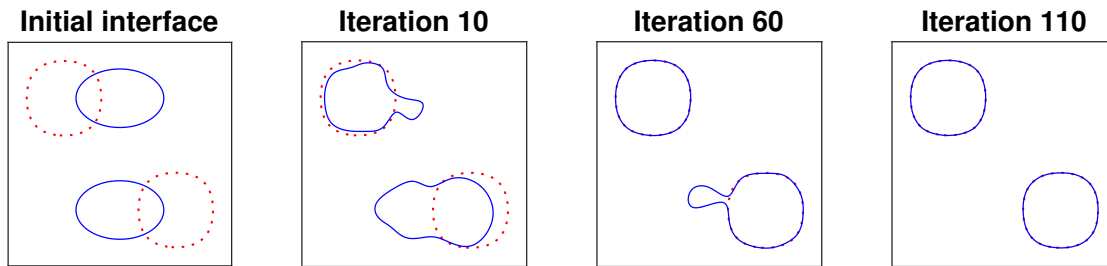 Initial interface
Iteration 10
Iteration 60
Iteration 110